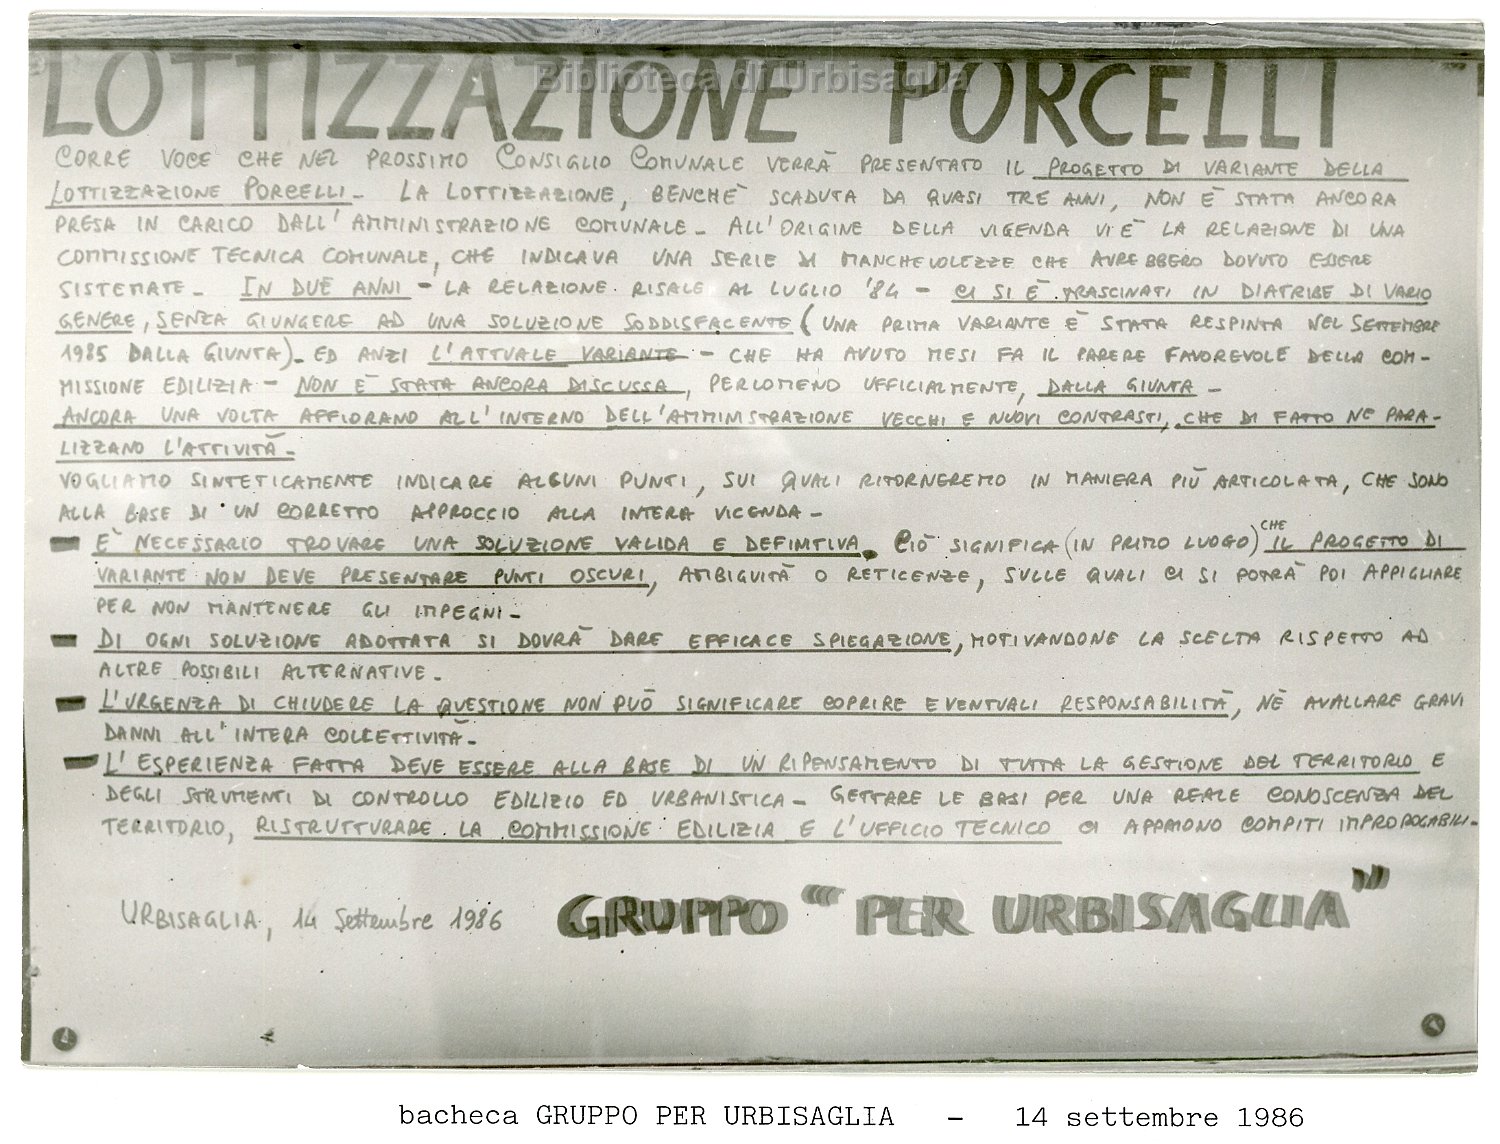 LOTTIZZAZIONE PORCELLI
Biblioteca di Urbisaglia
CORRE VOCE CHE NEL PROSSIMO CONSIGLIO COMUNALE VERRÀ PRESENTATO IL PROGETTO DI VARIANTE DELLA
LOTTIZZAZIONE PORCELLI. LA LOTTIZZAZIONE, BENCHÈ SCADUTA DA QUASI TRE ANNI, NON È STATA ANCORA
PRESA IN CARICO DALL'AMMINISTRAZIONE COMUNALE. ALL'ORIGINE DELLA VIGENDA VI È LA RELAZIONE DI UNA
COMMISSIONE TECNICA COMUNALE, CHE INDICAVA UNA SERIE DI MANCHEVOLEZZE CHE AVREBBERO DOVUTO ESSERE
SISTEMATE. IN DUE ANNI - LA RELAZIONE RISALE AL LUGLIO '84 - CI SI È TRASCINATI IN DIATRIBE DI VARIO
GENERE, SENZA GIUNGERE AD UNA SOLUZIONE SODDISFACENTE (UNA PRIMA VARIANTE È STATA RESPINTA NEL SETTEMBRE
1985 DALLA GIUNTA). ED ANZI L'ATTUALE VARIANTE - CHE HA AVUTO MESI FA IL PARERE FAVOREVOLE DELLA COM-
MISSIONE EDILIZIA - NON È STATA ANCORA DISCUSSA, PERLOMENO UFFICIALMENTE, DALLA GIUNTA -
ANCORA UNA VOLTA AFFIORANO ALL'INTERNO DELL'AMMINISTRAZIONE VECCHI E NUOVI CONTRASTI, CHE DI FATTO NE PARA-
LIZZANO L'ATTIVITÀ.
VOGLIAMO SINTETICAMENTE INDICARE ALCUNI PUNTI, SUI QUALI RITORNEREMO IN MANIERA PIÙ ARTICOLATA, CHE SONO
ALLA BASE DI UN CORRETTO APPROCCIO ALLA INTERA VICENDA -
- È NECESSARIO TROVARE UNA SOLUZIONE VALIDA E DEFINITIVA. CIÒ SIGNIFICA (IN PRIMO LUOGO) CHE IL PROGETTO DI
VARIANTE NON DEVE PRESENTARE PUNTI OSCURI, AMBIGUITÀ O RETICENZE, SULLE QUALI CI SI POTRÀ POI APPIGLIARE
PER NON MANTENERE GLI IMPEGNI -
- DI OGNI SOLUZIONE ADOTTATA SI DOVRÀ DARE EFFICACE SPIEGAZIONE, MOTIVANDONE LA SCELTA RISPETTO AD
ALTRE POSSIBILI ALTERNATIVE.
- L'URGENZA DI CHIUDERE LA QUESTIONE NON PUÒ SIGNIFICARE COPRIRE EVENTUALI RESPONSABILITÀ, NÈ AVALLARE GRAVI
DANNI ALL'INTERA COLLETTIVITÀ.
- L'ESPERIENZA FATTA DEVE ESSERE ALLA BASE DI UN RIPENSAMENTO DI TUTTA LA GESTIONE DEL TERRITORIO E
DEGLI STRUMENTI DI CONTROLLO EDILIZIO ED URBANISTICA - GETTARE LE BASI PER UNA REALE CONOSCENZA DEL
TERRITORIO, RISTRUTTURARE LA COMMISSIONE EDILIZIA E L'UFFICIO TECNICO CI APPAIONO COMPITI IMPROROGABILI.
URBISAGLIA, 14 Settembre 1986 GRUPPO "PER URBISAGLIA"
bacheca GRUPPO PER URBISAGLIA - 14 settembre 1986